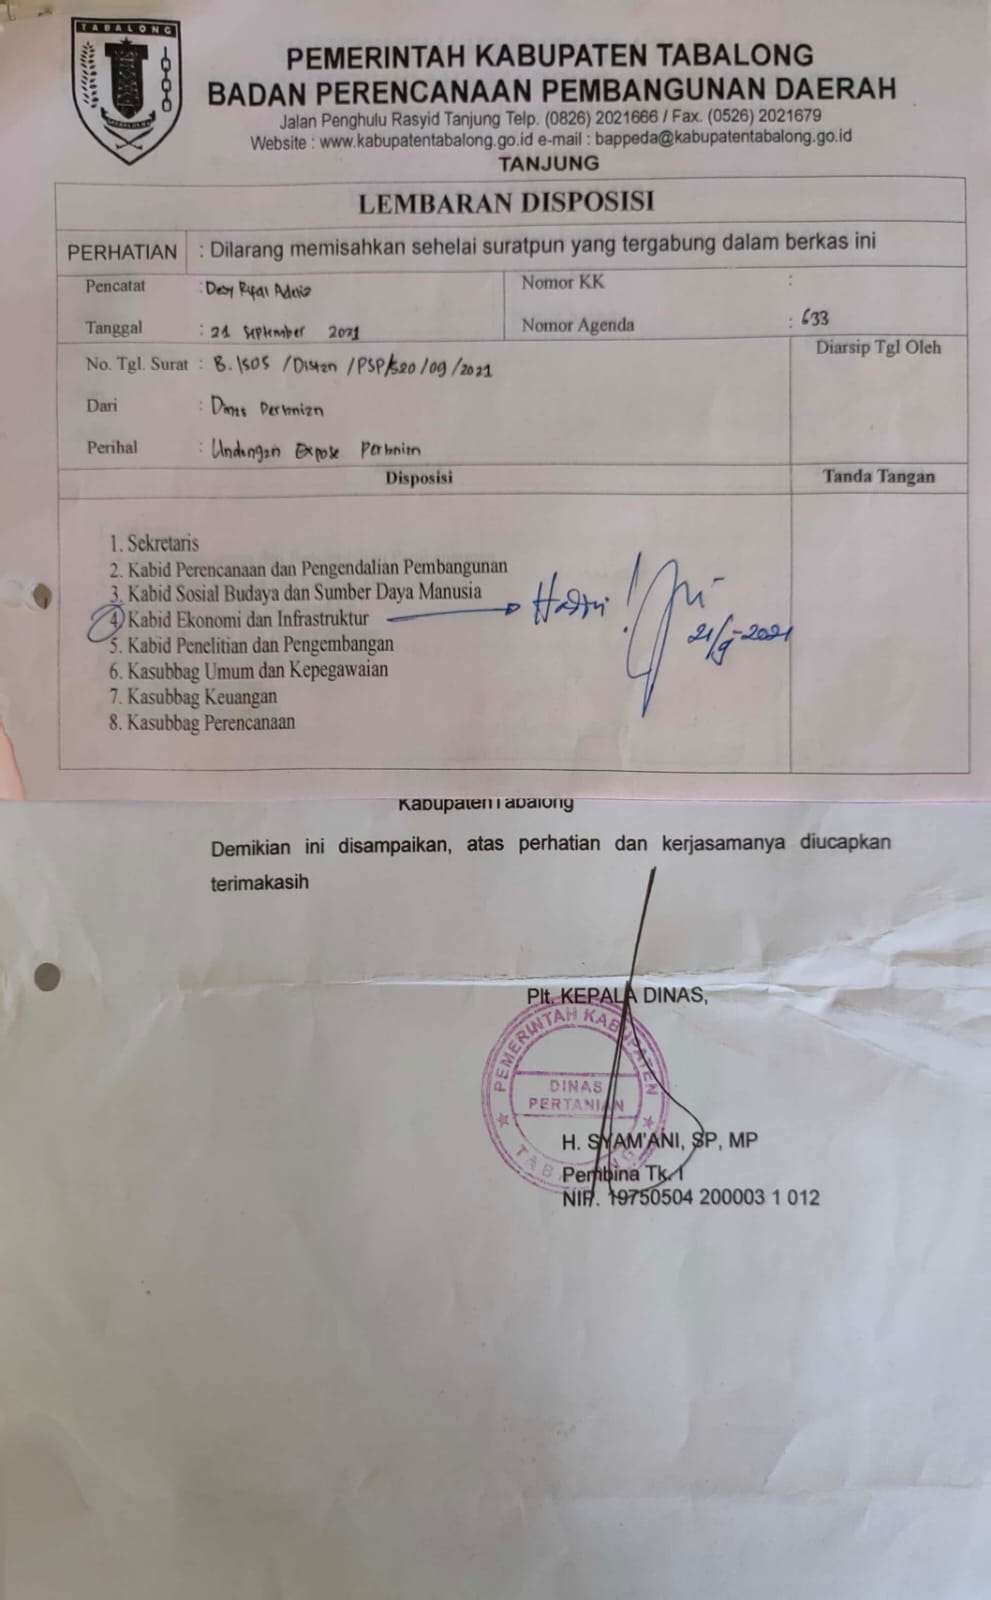 TABALONG
PEMERINTAH KABUPATEN TABALONG
BADAN PERENCANAAN PEMBANGUNAN DAERAH
Jalan Penghulu Rasyid Tanjung Telp. (0826) 2021666 / Fax. (0526) 2021679
Website : www.kabupatentabalong.go.id e-mail : bappeda@kabupatentabalong.go.id
TANJUNG
LEMBARAN DISPOSISI
PERHATIAN : Dilarang memisahkan sehelai suratpun yang tergabung dalam berkas ini
Pencatat :
Nomor KK :
Tanggal : 21 September 2021
Nomor Agenda : 633
Diarsip Tgl Oleh
No. Tgl. Surat : B. /Distan /PSP/520/09/2021
Dari : Dinas Pertanian
Perihal : Undangan Expose Pertanian
Disposisi
Tanda Tangan
1. Sekretaris
2. Kabid Perencanaan dan Pengendalian Pembangunan
3. Kabid Sosial Budaya dan Sumber Daya Manusia
4. Kabid Ekonomi dan Infrastruktur
Hadiri !
21/9-2021
5. Kabid Penelitian dan Pengembangan
6. Kasubbag Umum dan Kepegawaian
7. Kasubbag Keuangan
8. Kasubbag Perencanaan
KabupatenTabalong
Demikian ini disampaikan, atas perhatian dan kerjasamanya diucapkan
terimakasih
Plt. KEPALA DINAS,
PEMERINTAH KABUPATEN
DINAS
PERTANIAN
TABALONG
H. SYAM'ANI, SP, MP
Pembina Tk. I
NIP. 19750504 200003 1 012